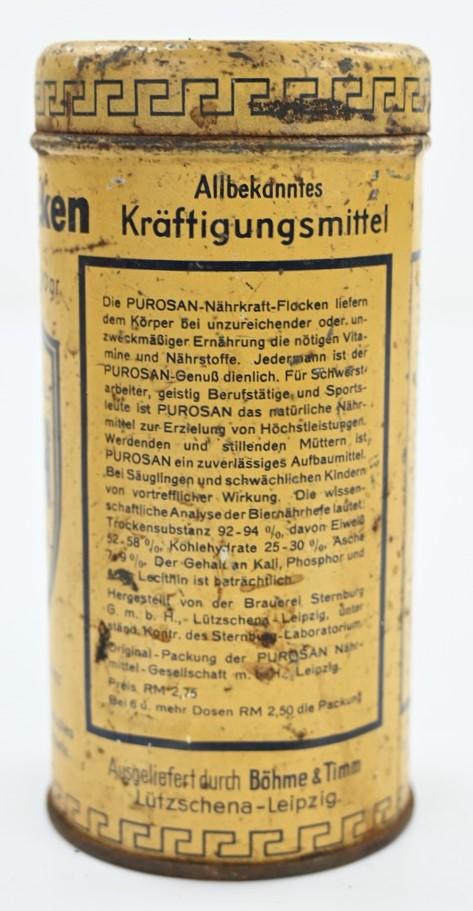 Allbekanntes
ken Kräftigungsmittel
gr.
Die PUROSAN-Nährkraft-Flocken liefern
dem Körper bei unzureichender oder un-
zweckmäßiger Ernährung die nötigen Vita-
mine und Nährstoffe. Jedermann ist der
PUROSAN-Genuß dienlich. Für Schwerst-
arbeiter, geistig Berufstätige und Sports-
leute ist PUROSAN das natürliche Nähr-
mittel zur Erzielung von Höchstleistungen.
Werdenden und stillenden Müttern ist
PUROSAN ein zuverlässiges Aufbaumittel.
Bei Säuglingen und schwächlichen Kindern
von vortrefflicher Wirkung. Die wissen-
schaftliche Analyse der Biernährhefe lautet:
Trockensubstanz 92-94 %, davon Eiweiß
52-58 %, Kohlehydrate 25-30 %, Asche
7-9 %. Der Gehalt an Kali, Phosphor und
Lecithin ist beträchtlich.
Hergestellt von der Brauerei Sternburg
G. m. b. H., Lützschena-Leipzig, unter
ständ. Kontr. des Sternburg-Laboratorium
Original-Packung der PUROSAN Nähr-
mittel-Gesellschaft m. b. H., Leipzig.
Preis RM 2,75
Bei 6 u. mehr Dosen RM 2,50 die Packung
Ausgeliefert durch Böhme & Timm
Lützschena-Leipzig.